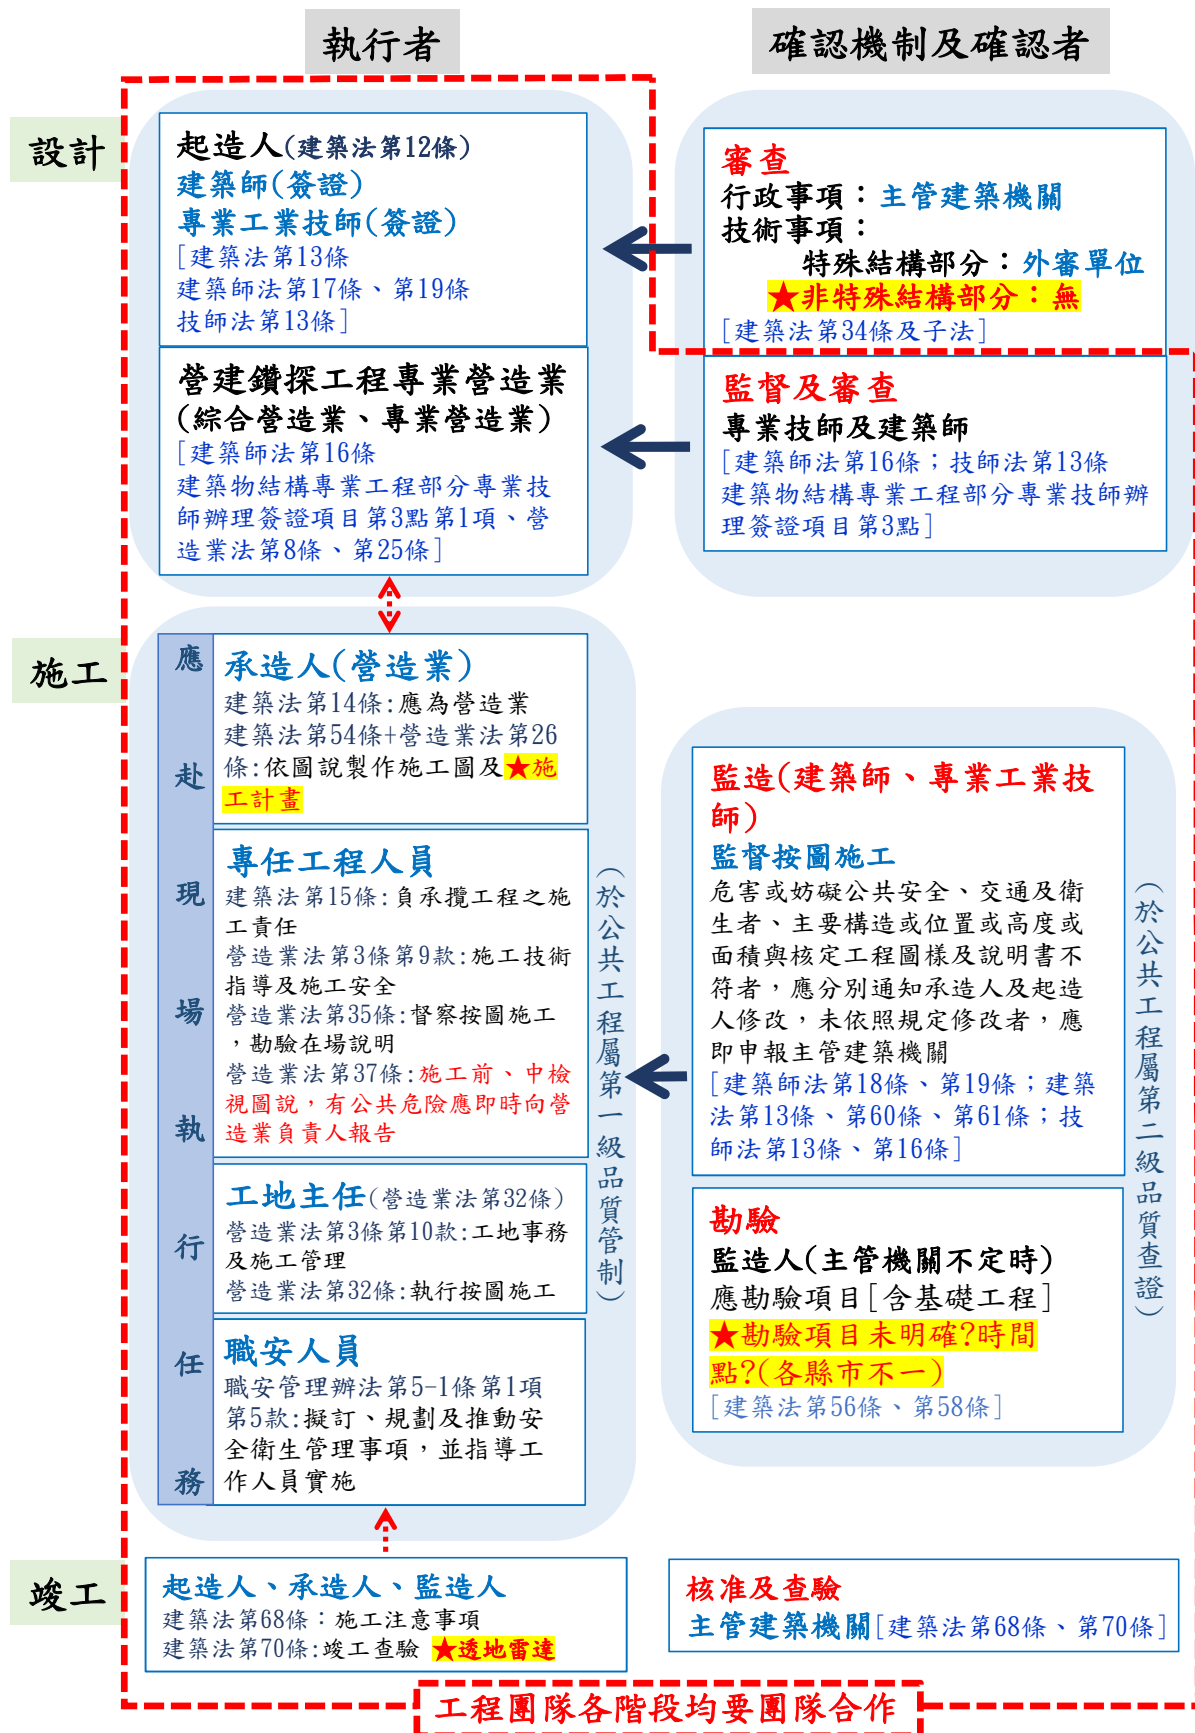 執行者
確認機制及確認者
設計
起造人(建築法第12條)
建築師(簽證)
專業工業技師(簽證)
[建築法第13條
建築師法第17條、第19條
技師法第13條]
審查
行政事項：主管建築機關
技術事項：
特殊結構部分：外審單位
★非特殊結構部分：無
[建築法第34條及子法]
營建鑽探工程專業營造業
(綜合營造業、專業營造業)
[建築師法第16條
建築物結構專業工程部分專業技
師辦理簽證項目第3點第1項、營
造業法第8條、第25條]
監督及審查
專業技師及建築師
[建築師法第16條；技師法第13條
建築物結構專業工程部分專業技師辦
理簽證項目第3點]
施工
應赴現場執行任務
承造人(營造業)
建築法第14條:應為營造業
建築法第54條+營造業法第26
條:依圖說製作施工圖及★施
工計畫
專任工程人員
建築法第15條:負承攬工程之施
工責任
營造業法第3條第9款:施工技術
指導及施工安全
營造業法第35條:督察按圖施工
，勘驗在場說明
營造業法第37條:施工前、中檢
視圖說，有公共危險應即時向營
造業負責人報告
工地主任(營造業法第32條)
營造業法第3條第10款:工地事務
及施工管理
營造業法第32條:執行按圖施工
職安人員
職安管理辦法第5-1條第1項
第5款:擬訂、規劃及推動安
全衛生管理事項，並指導工
作人員實施
(於公共工程屬第一級品質管制)
監造(建築師、專業工業技
師)
監督按圖施工
危害或妨礙公共安全、交通及衛
生者、主要構造或位置或高度或
面積與核定工程圖樣及說明書不
符者，應分別通知承造人及起造
人修改，未依照規定修改者，應
即申報主管建築機關
[建築師法第18條、第19條；建築
法第13條、第60條、第61條；技
師法第13條、第16條]
勘驗
監造人(主管機關不定時)
應勘驗項目[含基礎工程]
★勘驗項目未明確?時間
點?(各縣市不一)
[建築法第56條、第58條]
(於公共工程屬第二級品質查證)
竣工
起造人、承造人、監造人
建築法第68條：施工注意事項
建築法第70條:竣工查驗 ★透地雷達
核准及查驗
主管建築機關[建築法第68條、第70條]
工程團隊各階段均要團隊合作